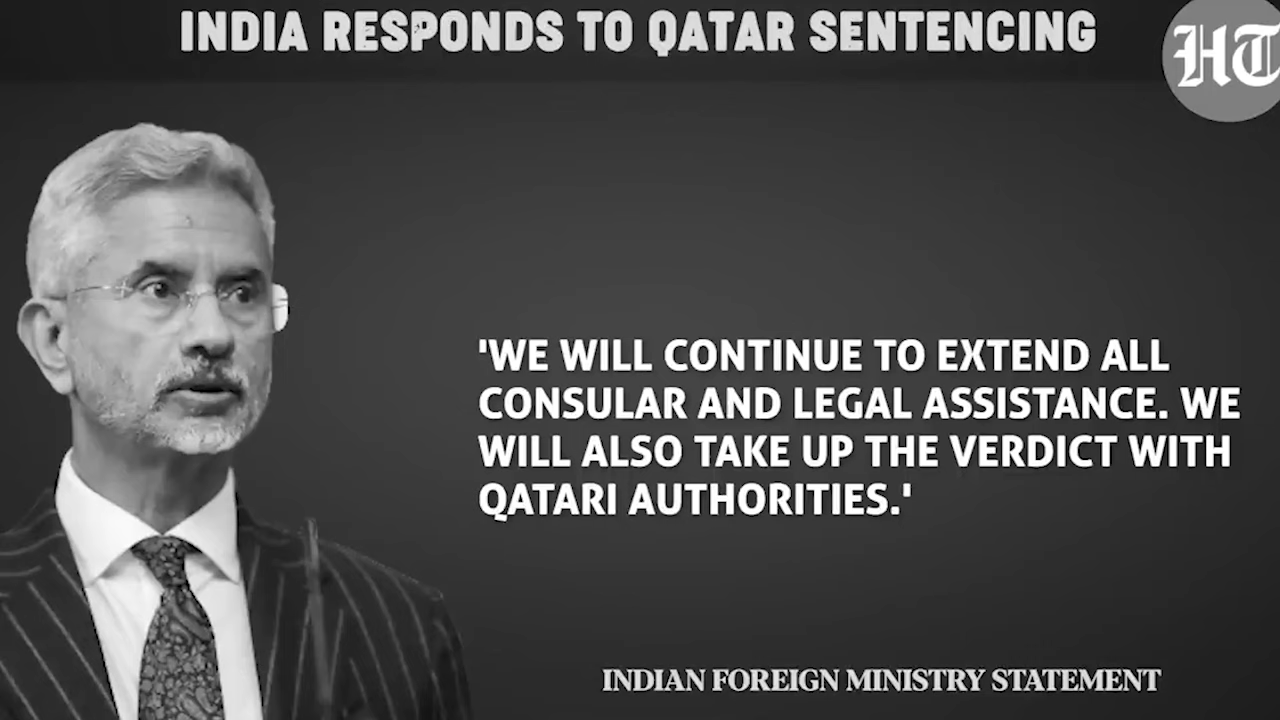 INDIA RESPONDS TO QATAR SENTENCING
HT
'WE WILL CONTINUE TO EXTEND ALL
CONSULAR AND LEGAL ASSISTANCE. WE
WILL ALSO TAKE UP THE VERDICT WITH
QATARI AUTHORITIES.'
INDIAN FOREIGN MINISTRY STATEMENT